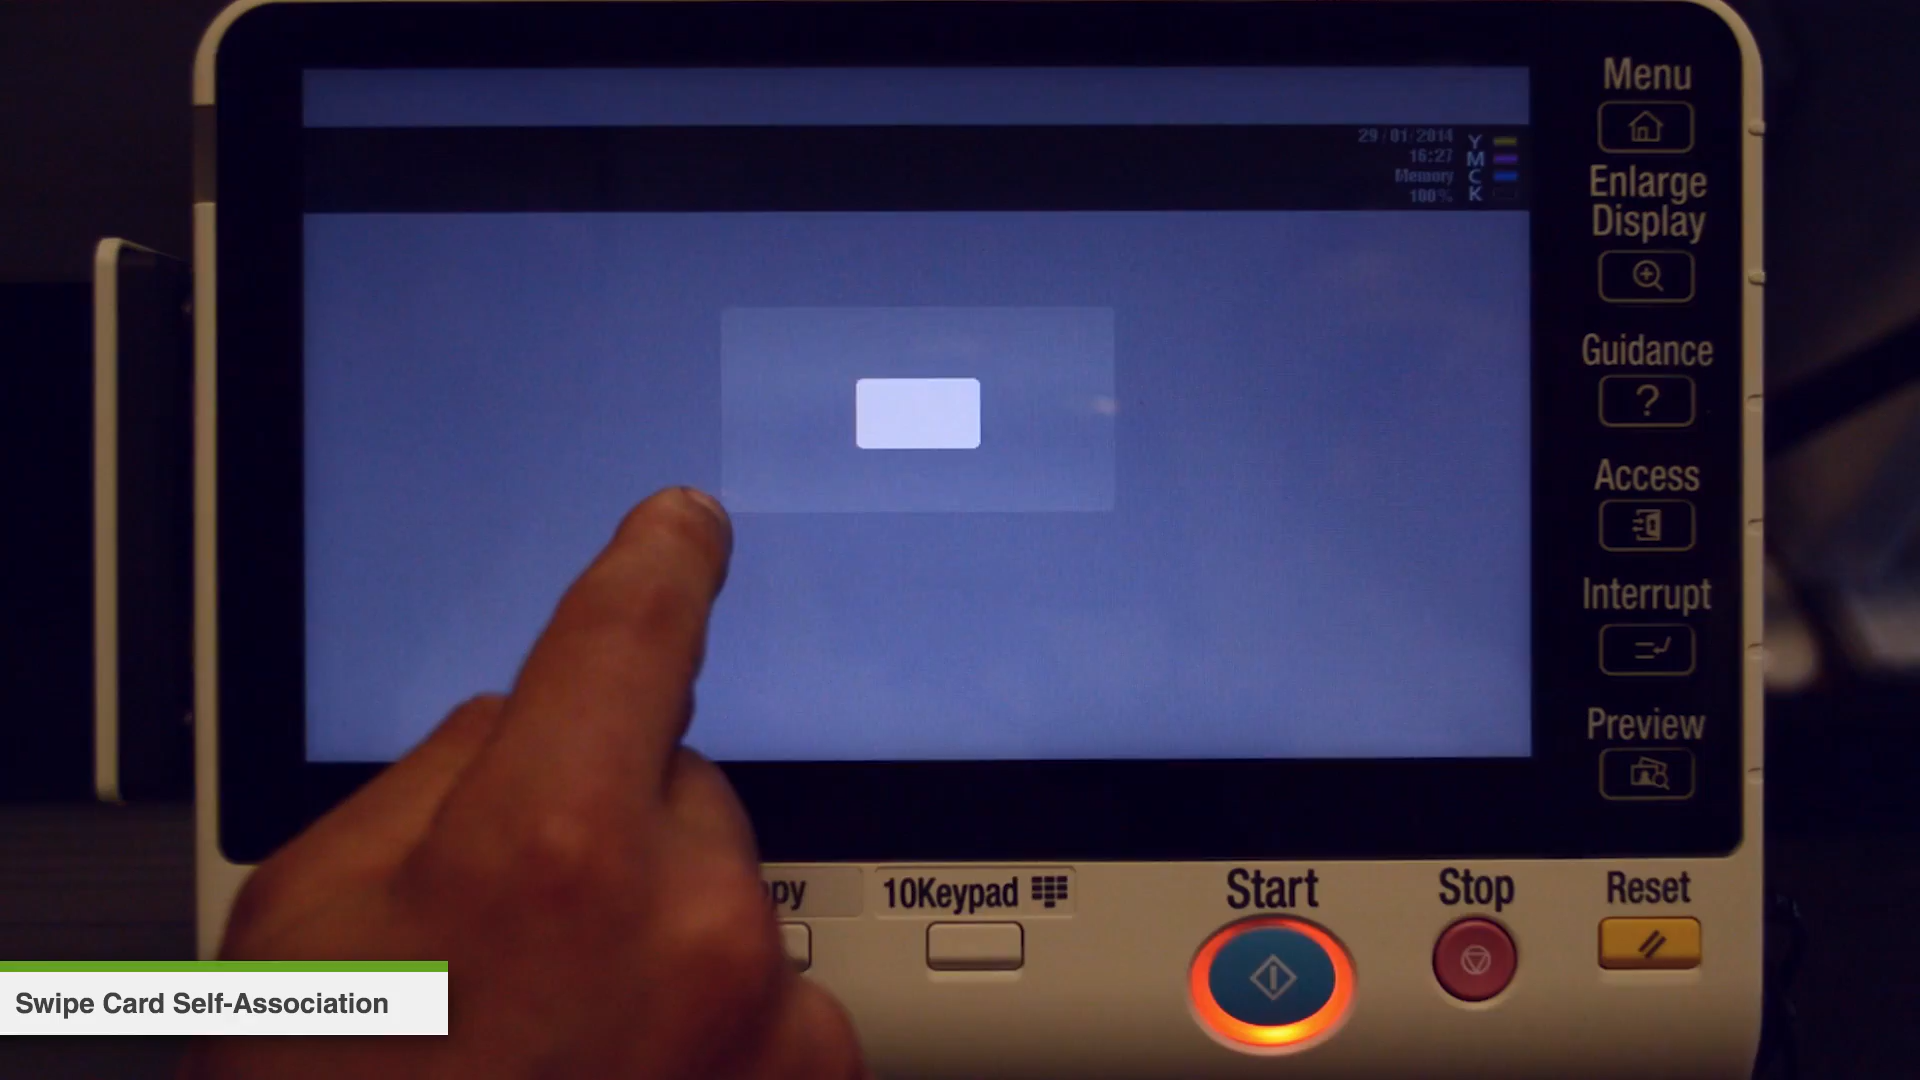 Menu
29/01/2014
16:27
Memory
100%
Y
M
C
K
Enlarge
Display
Guidance
?
Access
Interrupt
Preview
opy
10Keypad
Start
Stop
Reset
Swipe Card Self-Association